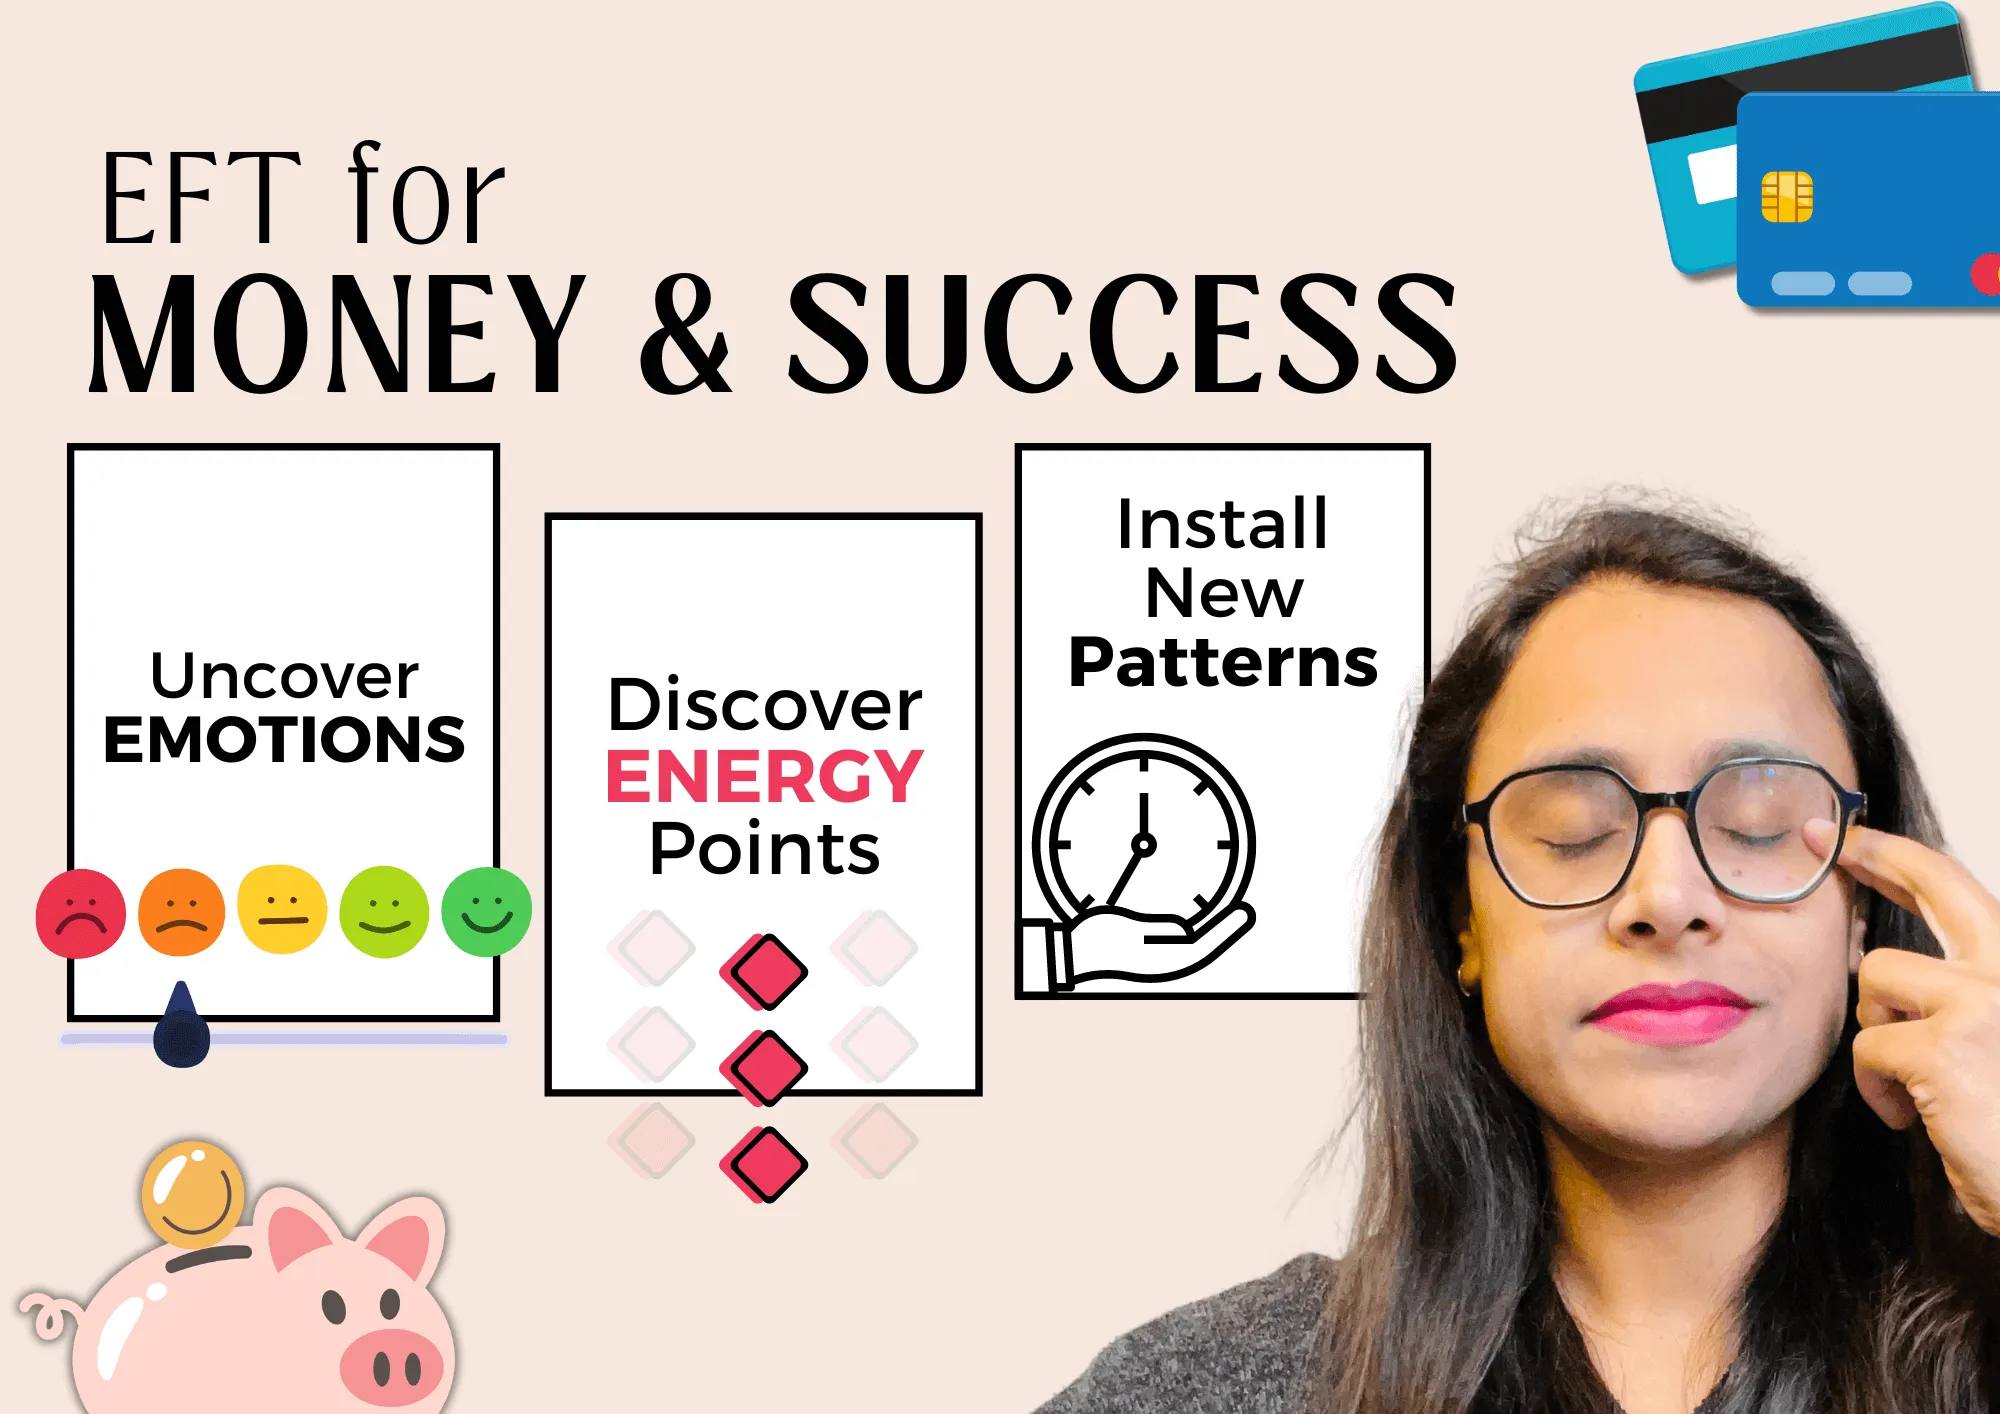 EFT for
MONEY & SUCCESS
Uncover
EMOTIONS
Discover
ENERGY
Points
Install
New
Patterns